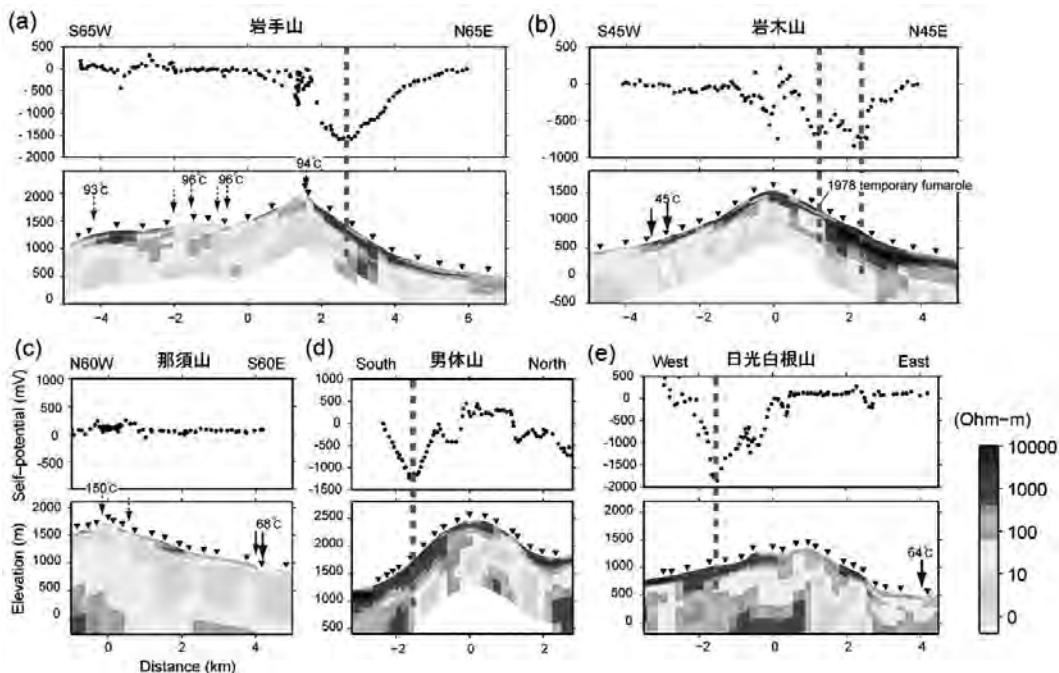 (a) 岩手山
S65W N65E
500
0
- 500
- 1000
- 1500
- 2000
93℃ 96℃ 96℃ 94℃
2000
1500
1000
500
0
-4 -2 0 2 4 6
(b) 岩木山
S45W N45E
500
0
-500
-1000
1978 temporary fumarole
45℃
2000
1500
1000
500
0
-500
-4 -2 0 2 4
(c) 那須山
N60W S60E
Self-potential (mV)
1000
500
0
-500
150℃
68℃
Elevation (m)
2000
1500
1000
500
0
0 2 4
Distance (km)
(d) 男体山
South North
1000
500
0
-500
-1000
-1500
2500
2000
1500
1000
500
-2 0 2
(e) 日光白根山
West East
500
0
-500
-1000
-1500
-2000
64℃
2000
1500
1000
500
0
-2 0 2 4
(Ohm-m)
10000
1000
100
10
0